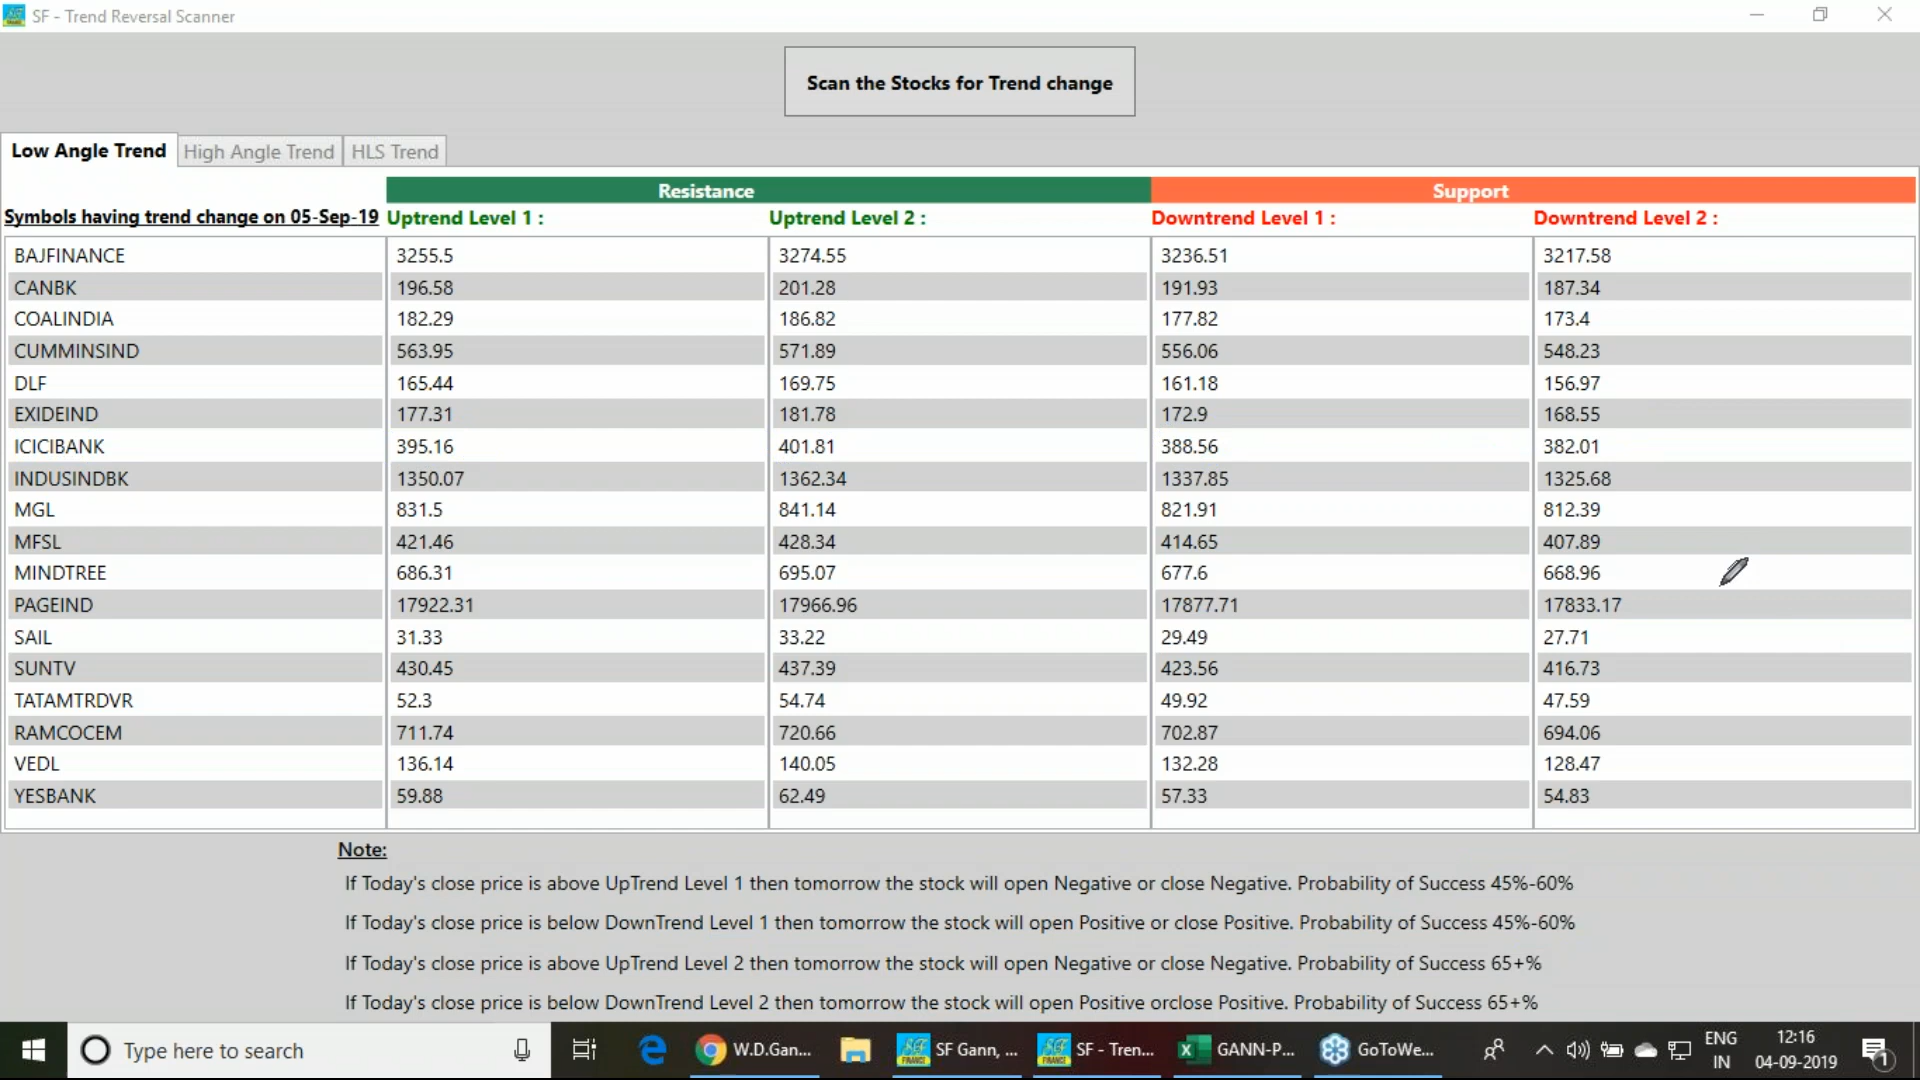 SF - Trend Reversal Scanner
Scan the Stocks for Trend change
Low Angle Trend High Angle Trend HLS Trend
Resistance Support
Symbols having trend change on 05-Sep-19 Uptrend Level 1 : Uptrend Level 2 : Downtrend Level 1 : Downtrend Level 2 :
BAJFINANCE 3255.5 3274.55 3236.51 3217.58
CANBK 196.58 201.28 191.93 187.34
COALINDIA 182.29 186.82 177.82 173.4
CUMMINSIND 563.95 571.89 556.06 548.23
DLF 165.44 169.75 161.18 156.97
EXIDEIND 177.31 181.78 172.9 168.55
ICICIBANK 395.16 401.81 388.56 382.01
INDUSINDBK 1350.07 1362.34 1337.85 1325.68
MGL 831.5 841.14 821.91 812.39
MFSL 421.46 428.34 414.65 407.89
MINDTREE 686.31 695.07 677.6 668.96
PAGEIND 17922.31 17966.96 17877.71 17833.17
SAIL 31.33 33.22 29.49 27.71
SUNTV 430.45 437.39 423.56 416.73
TATAMTRDVR 52.3 54.74 49.92 47.59
RAMCOCEM 711.74 720.66 702.87 694.06
VEDL 136.14 140.05 132.28 128.47
YESBANK 59.88 62.49 57.33 54.83
Note:
If Today's close price is above UpTrend Level 1 then tomorrow the stock will open Negative or close Negative. Probability of Success 45%-60%
If Today's close price is below DownTrend Level 1 then tomorrow the stock will open Positive or close Positive. Probability of Success 45%-60%
If Today's close price is above UpTrend Level 2 then tomorrow the stock will open Negative or close Negative. Probability of Success 65+%
If Today's close price is below DownTrend Level 2 then tomorrow the stock will open Positive orclose Positive. Probability of Success 65+%
Type here to search W.D.Gan... SF Gann, ... SF - Tren... GANN-P... GoToWe... ENG 12:16
IN 04-09-2019 1